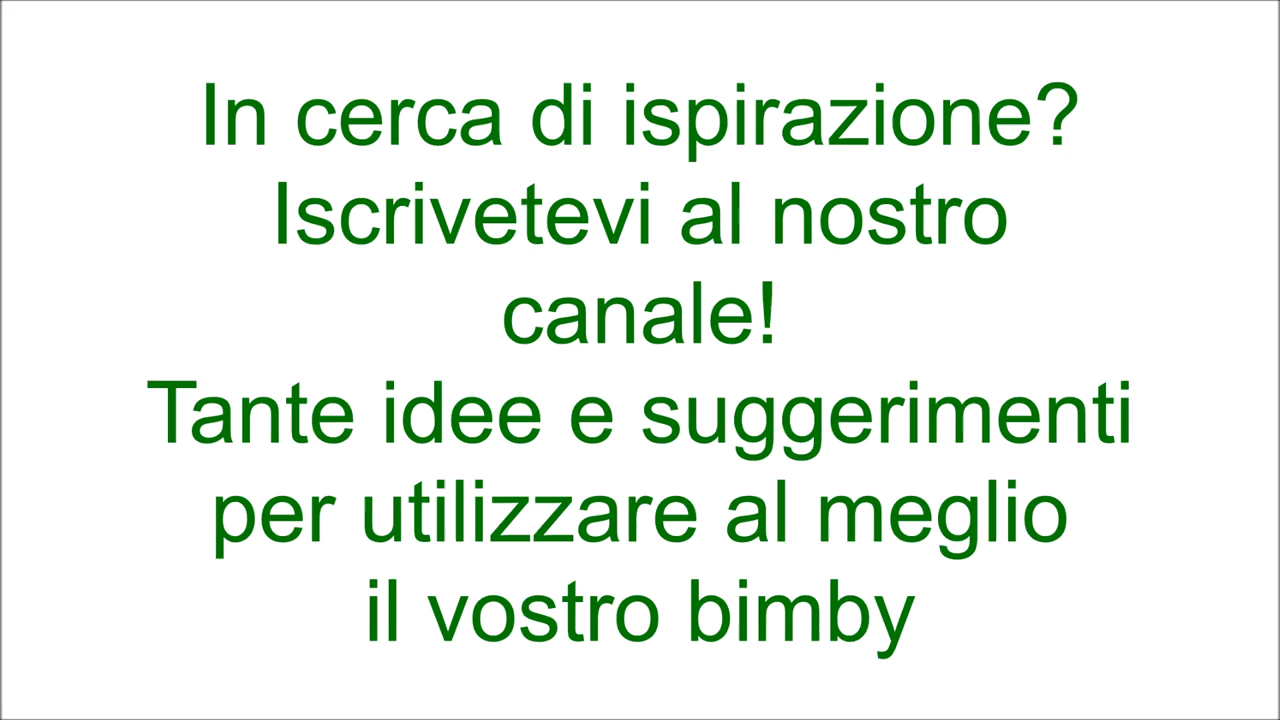 In cerca di ispirazione?
Iscrivetevi al nostro
canale!
Tante idee e suggerimenti
per utilizzare al meglio
il vostro bimby